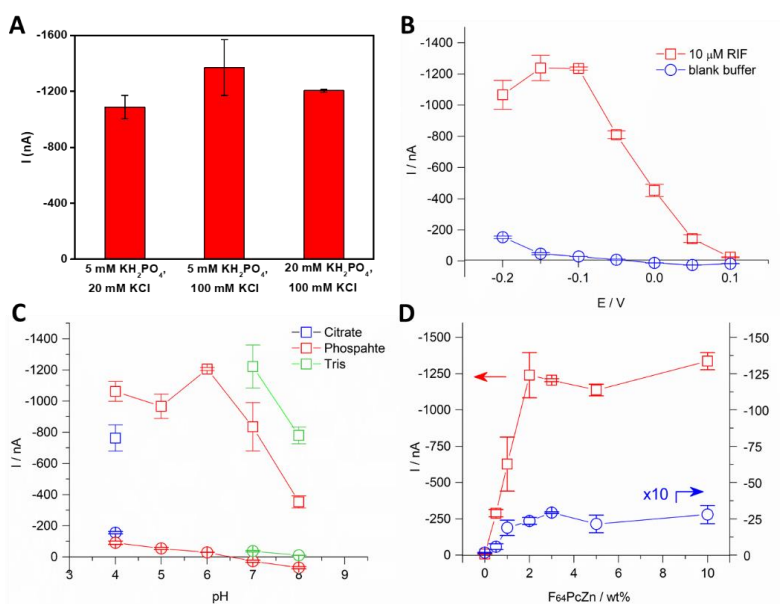 A
-1600
-1200
-800
-400
0
I (nA)
5 mM KH2PO4,
20 mM KCl
5 mM KH2PO4,
100 mM KCl
20 mM KH2PO4,
100 mM KCl
B
-1400
-1200
-1000
-800
-600
-400
-200
0
I / nA
10 μM RIF
blank buffer
-0.2
-0.1
0.0
0.1
E / V
C
-1400
-1200
-1000
-800
-600
-400
-200
0
I / nA
Citrate
Phospahte
Tris
3
4
5
6
7
8
9
pH
D
-1500
-1250
-1000
-750
-500
-250
0
I / nA
x10
-150
-125
-100
-75
-50
-25
0
I / nA
0
2
4
6
8
10
F64PcZn / wt%